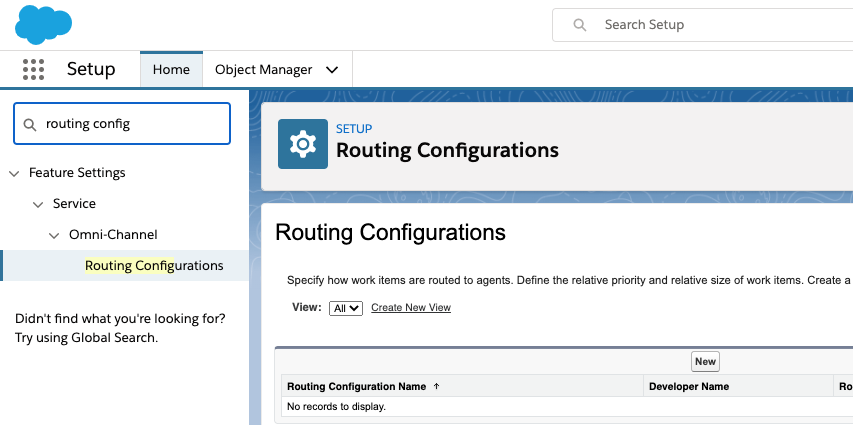 Search Setup
Setup
Home
Object Manager
routing config
Feature Settings
Service
Omni-Channel
Routing Configurations
Didn't find what you're looking for?
Try using Global Search.
SETUP
Routing Configurations
Routing Configurations
Specify how work items are routed to agents. Define the relative priority and relative size of work items. Create a
View: All Create New View
New
Routing Configuration Name ↑ Developer Name Ro
No records to display.